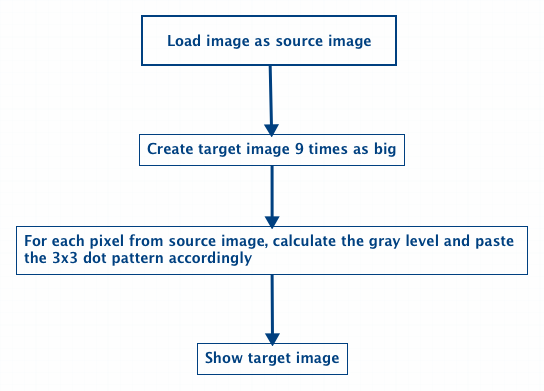 Load image as source image
Create target image 9 times as big
For each pixel from source image, calculate the gray level and paste
the 3x3 dot pattern accordingly
Show target image